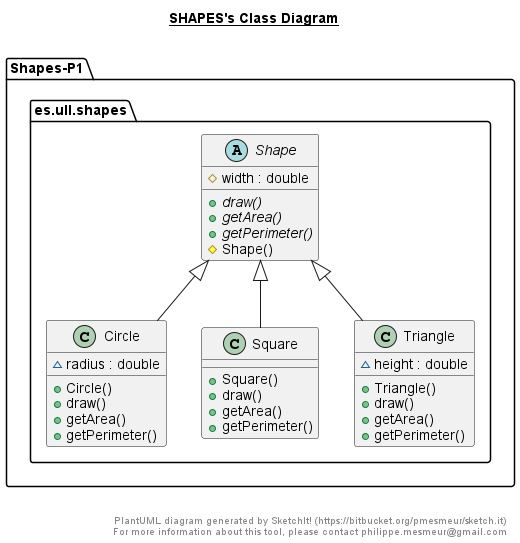 SHAPES's Class Diagram
Shapes-P1
es.ull.shapes
A Shape
width : double
draw()
getArea()
getPerimeter()
Shape()
C Circle
radius : double
Circle()
draw()
getArea()
getPerimeter()
C Square
Square()
draw()
getArea()
getPerimeter()
C Triangle
height : double
Triangle()
draw()
getArea()
getPerimeter()
PlantUML diagram generated by SketchIt! (https://bitbucket.org/pmesmeur/sketch.it)
For more information about this tool, please contact philippe.mesmeur@gmail.com